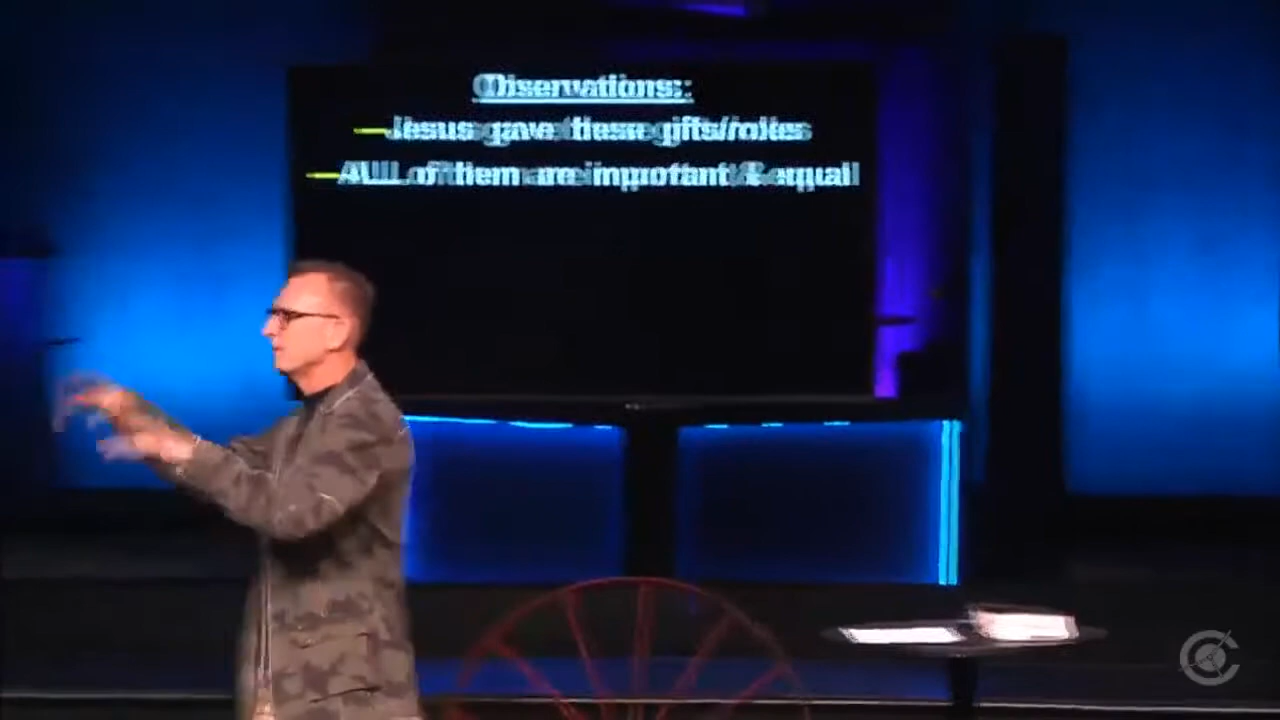 Observations:
-Jesus gave these gifts/roles
-ALL of them are important & equal